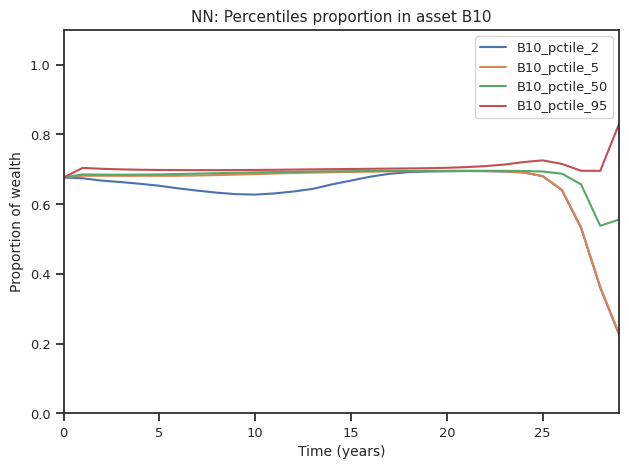 NN: Percentiles proportion in asset B10
B10_pctile_2
B10_pctile_5
B10_pctile_50
B10_pctile_95
Proportion of wealth
1.0
0.8
0.6
0.4
0.2
0.0
0 5 10 15 20 25
Time (years)